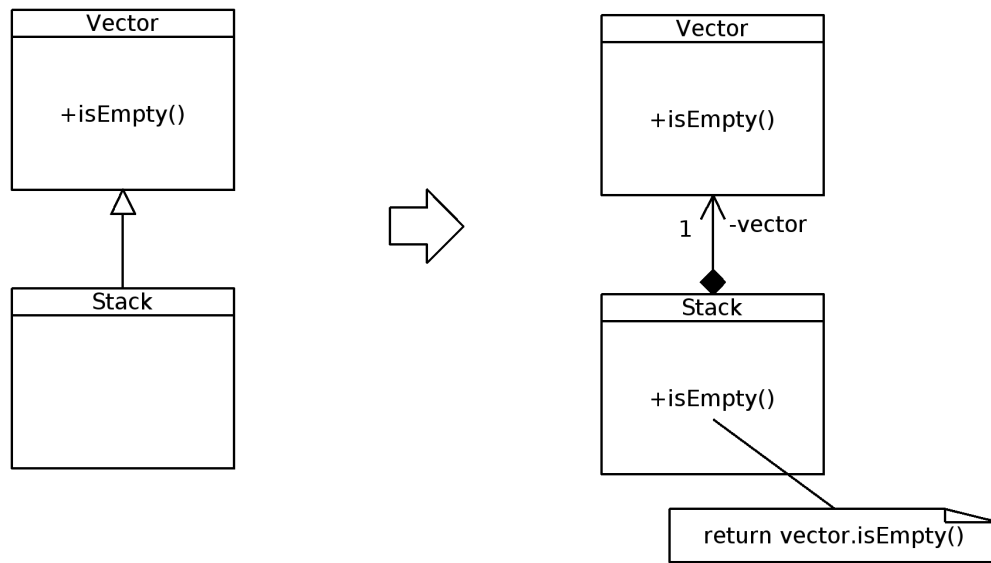 Vector
+isEmpty()
Stack
Vector
+isEmpty()
1
-vector
Stack
+isEmpty()
return vector.isEmpty()